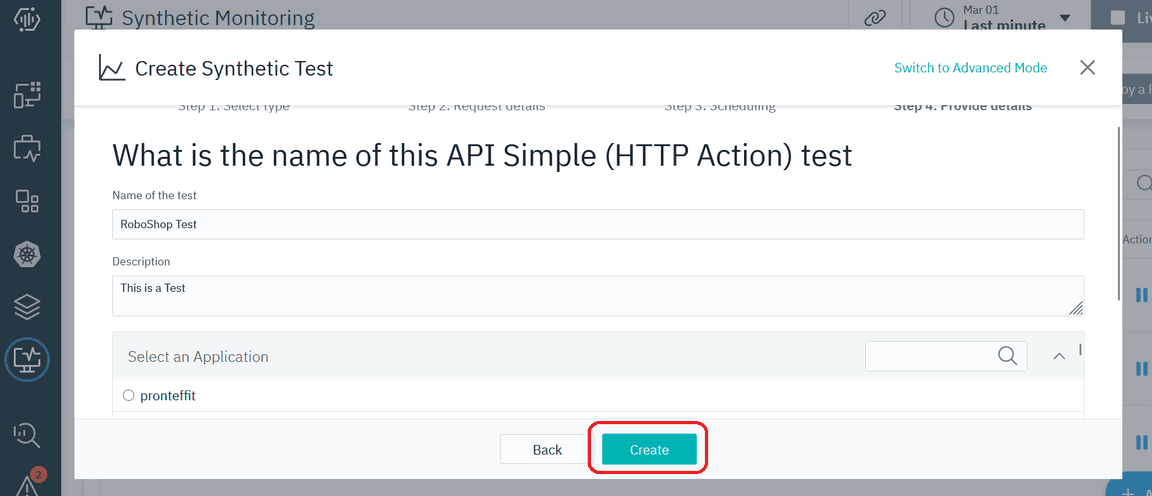 Synthetic Monitoring
Mar 01
Last minute
Create Synthetic Test
Switch to Advanced Mode
Step 1. Select type
Step 2. Request details
Step 3. Scheduling
Step 4. Provide details
What is the name of this API Simple (HTTP Action) test
Name of the test
RoboShop Test
Description
This is a Test
Select an Application
pronteffit
Back
Create
2